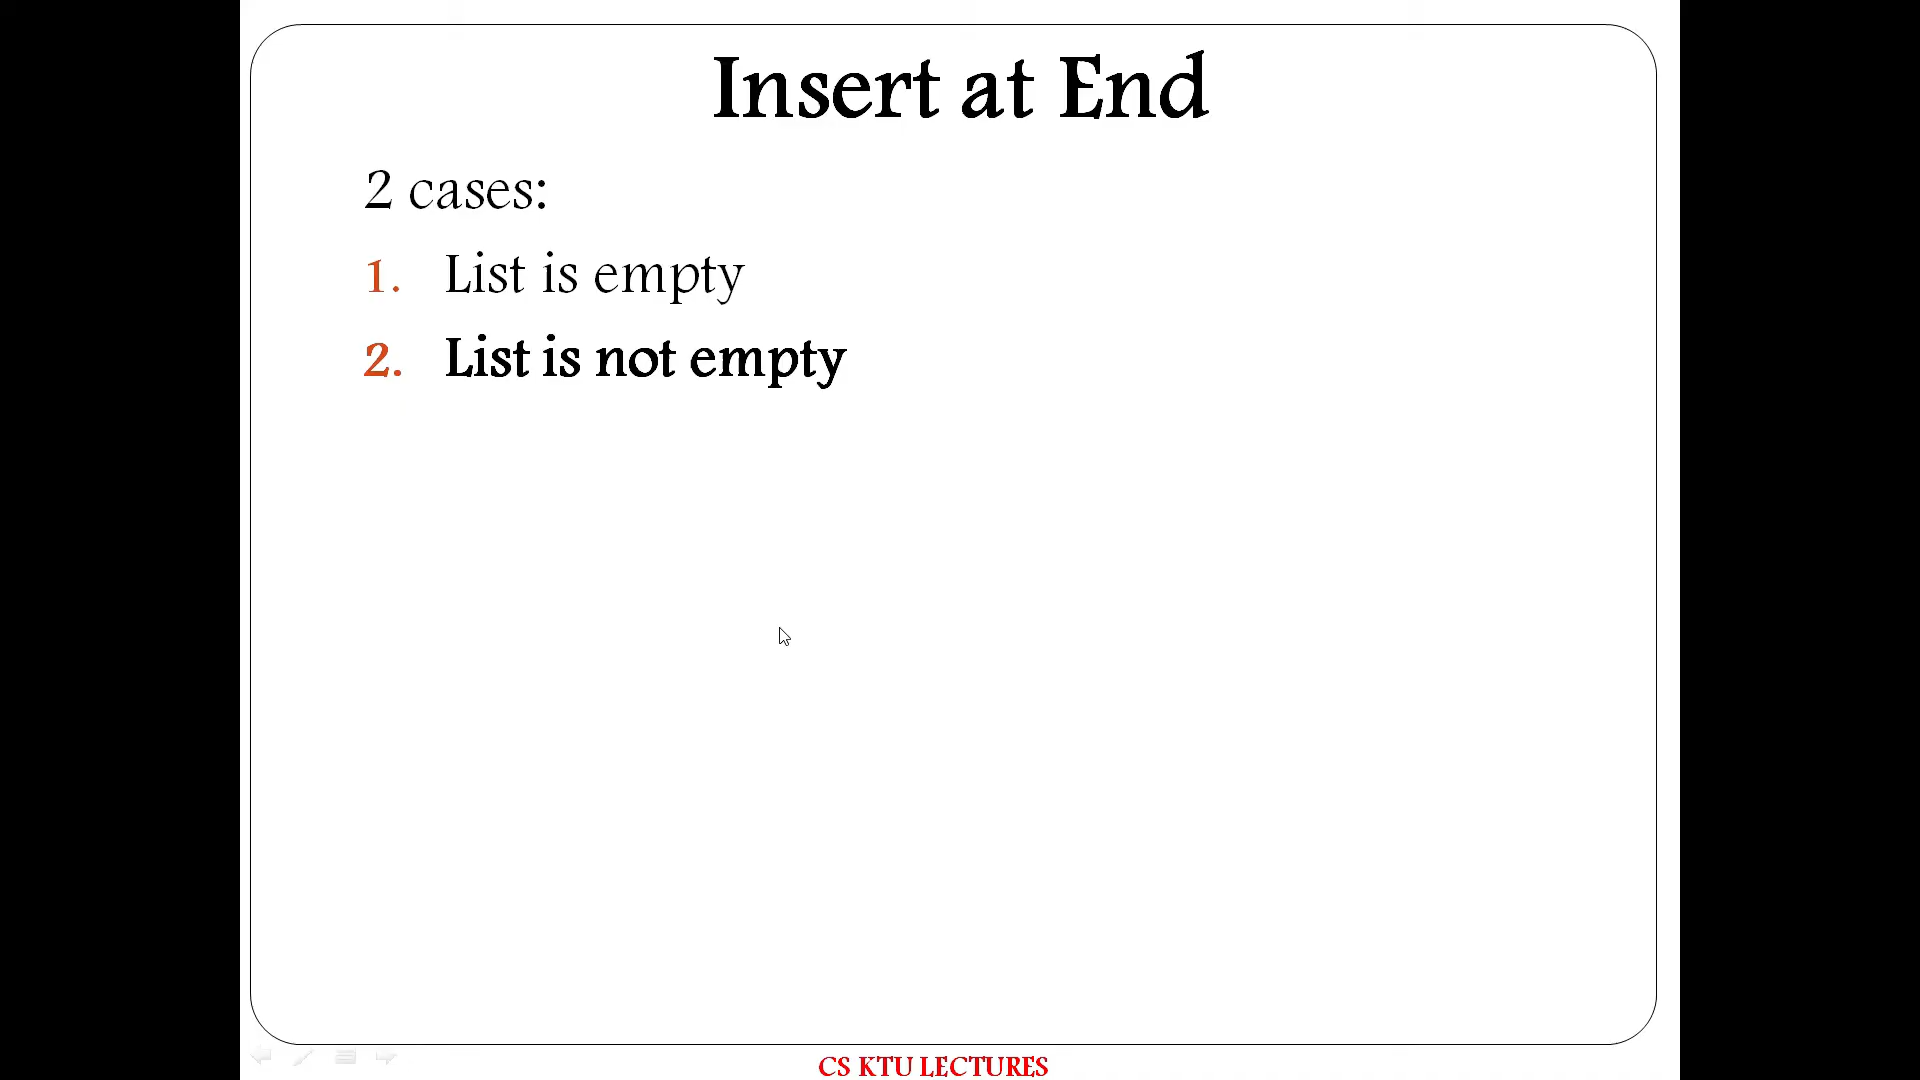 Insert at End
2 cases:
1. List is empty
2. List is not empty
CS KTU LECTURES